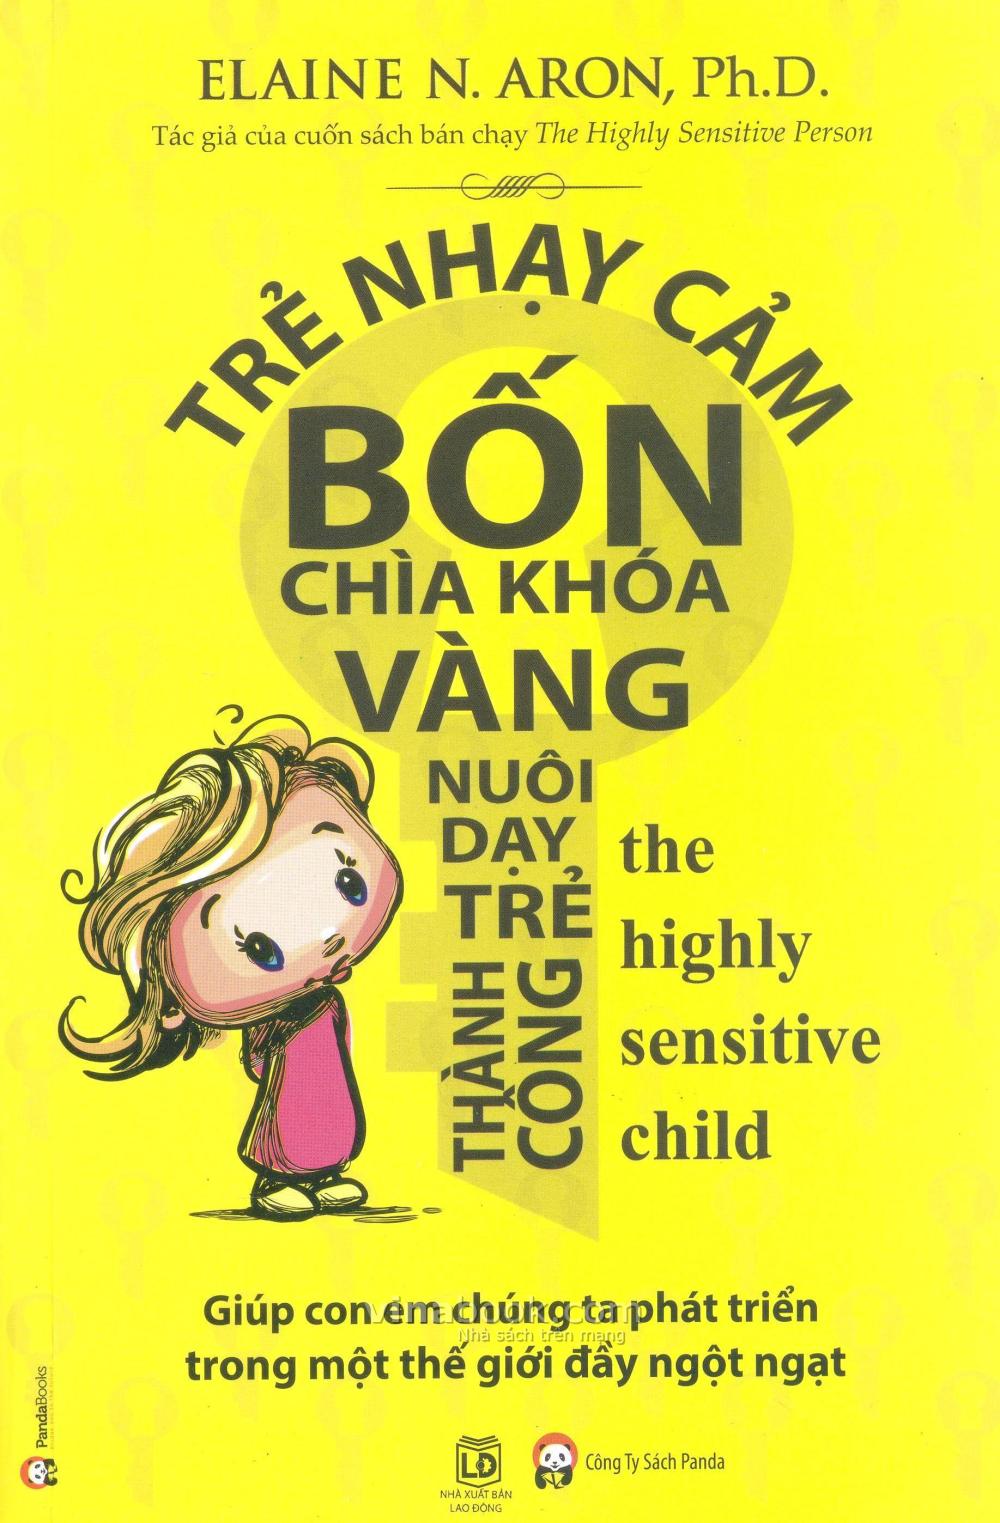 ELAINE N. ARON, Ph.D.
Tác giả của cuốn sách bán chạy The Highly Sensitive Person
TRẺ NHẠY CẢM
BỐN
CHÌA KHÓA
VÀNG
NUÔI
DẠY
TRẺ
THÀNH
CÔNG
the
highly
sensitive
child
Giúp con em chúng ta phát triển
vinabook.com
Nhà sách trên mạng
trong một thế giới đầy ngột ngạt
PandaBooks
LĐ
NHÀ XUẤT BẢN
LAO ĐỘNG
Công Ty Sách Panda